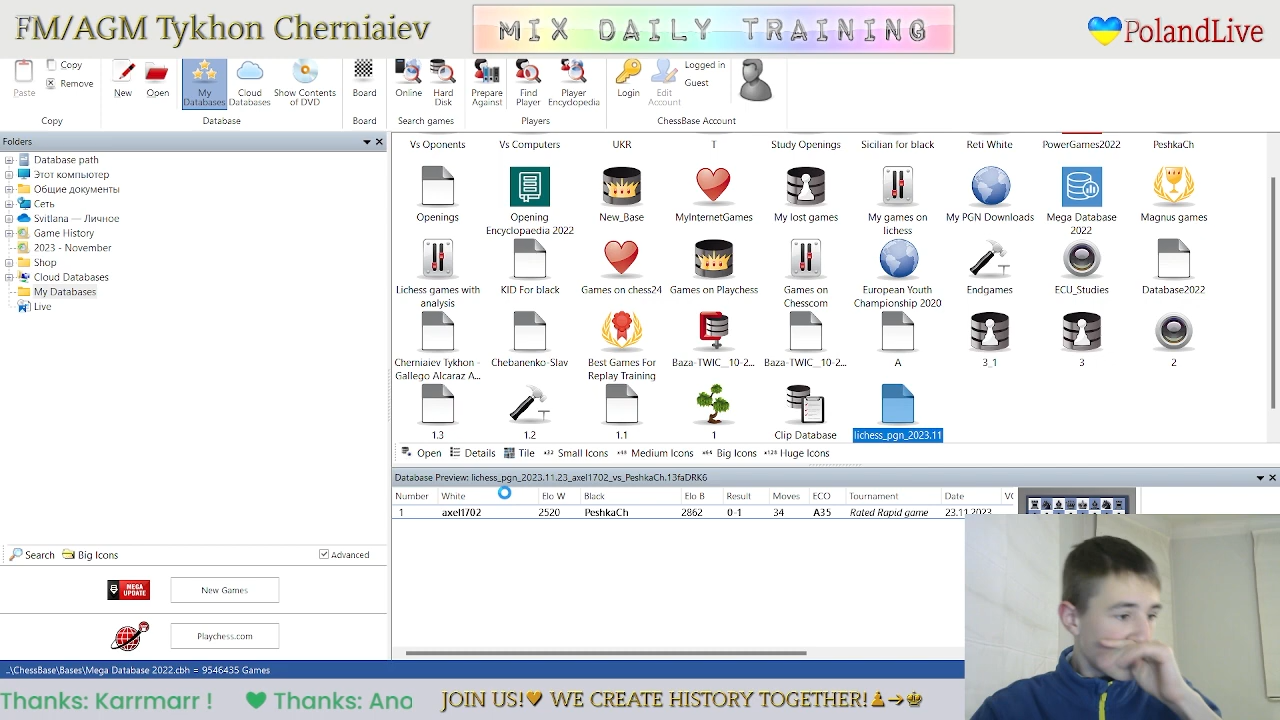 FM/AGM Tykhon Cherniaiev
MIX DAILY TRAINING
PolandLive
Paste
Copy
Remove
New
Open
My Databases
Cloud Databases
Show Contents of DVD
Board
Online
Hard Disk
Prepare Against
Find Player
Player Encyclopedia
Login
Edit Account
Logged in
Guest
Copy
Database
Board
Search games
Players
ChessBase Account
Folders
Database path
Этот компьютер
Общие документы
Сеть
Svitlana — Личное
Game History
2023 - November
Shop
Cloud Databases
My Databases
Live
Vs Oponents
Vs Computers
UKR
T
Study Openings
Sicilian for black
Reti White
PowerGames2022
PeshkaCh
Openings
Opening Encyclopaedia 2022
New_Base
MyInternetGames
My lost games
My games on lichess
My PGN Downloads
Mega Database 2022
Magnus games
Lichess games with analysis
KID For black
Games on chess24
Games on Playchess
Games on Chesscom
European Youth Championship 2020
Endgames
ECU_Studies
Database2022
Cherniaiev Tykhon - Gallego Alcaraz A...
Chebanenko-Slav
Best Games For Replay Training
Baza-TWIC__10-2...
Baza-TWIC__10-2...
A
3_1
3
2
1.3
1.2
1.1
1
Clip Database
lichess_pgn_2023.11
Open
Details
Tile
Small Icons
Medium Icons
Big Icons
Huge Icons
Database Preview: lichess_pgn_2023.11.23_axel1702_vs_PeshkaCh.13faDRK6
Number White Elo W Black Elo B Result Moves ECO Tournament Date
1 axel1702 2520 PeshkaCh 2862 0-1 34 A35 Rated Rapid game 23.11.2023
Search
Big Icons
Advanced
MEGA UPDATE
New Games
Playchess.com
..\ChessBase\Bases\Mega Database 2022.cbh = 9546435 Games
Thanks: Karrmarr ! Thanks: Ano
JOIN US! WE CREATE HISTORY TOGETHER!